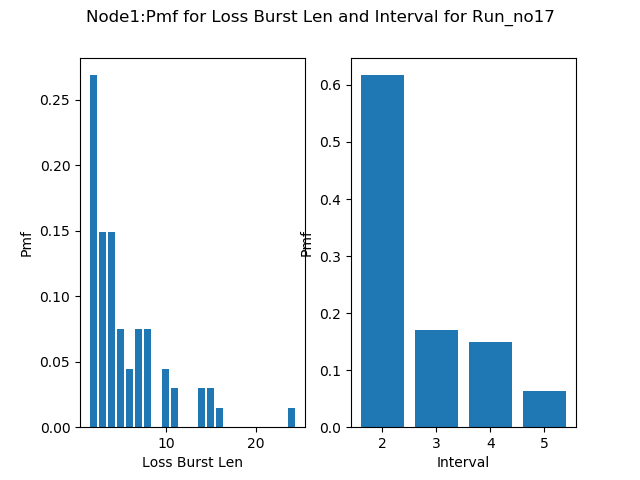 Node1:Pmf for Loss Burst Len and Interval for Run_no17
Pmf
0.25
0.20
0.15
0.10
0.05
0.00
10 20
Loss Burst Len
Pmf
0.6
0.5
0.4
0.3
0.2
0.1
0.0
2 3 4 5
Interval